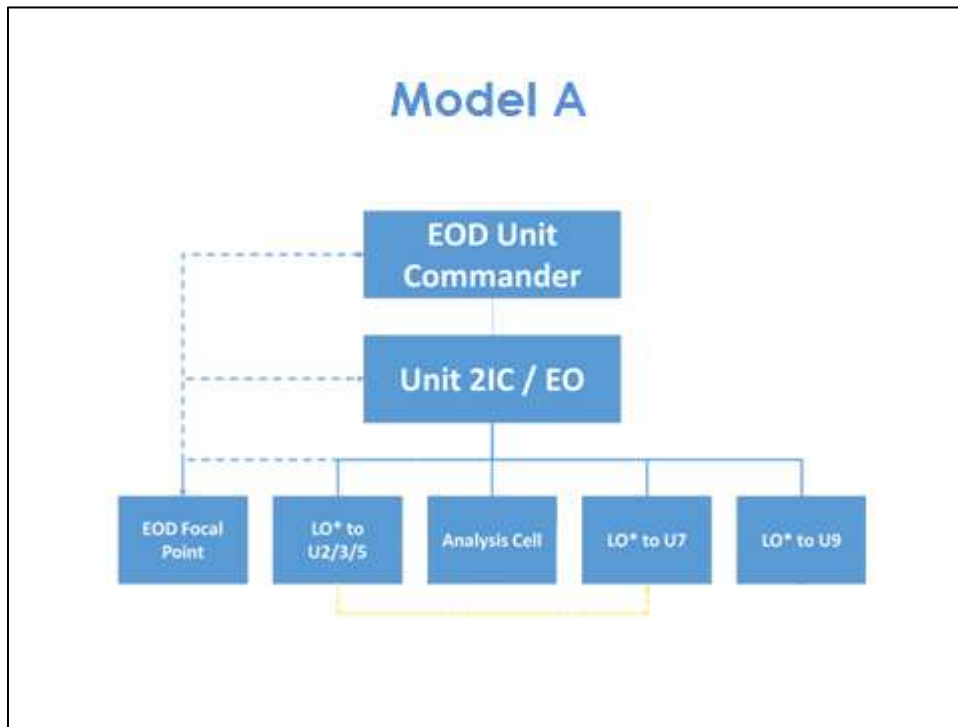 Model A
EOD Unit
Commander
Unit 2IC / EO
EOD Focal
Point
LO* to
U2/3/5
Analysis Cell
LO* to U7
LO* to U9